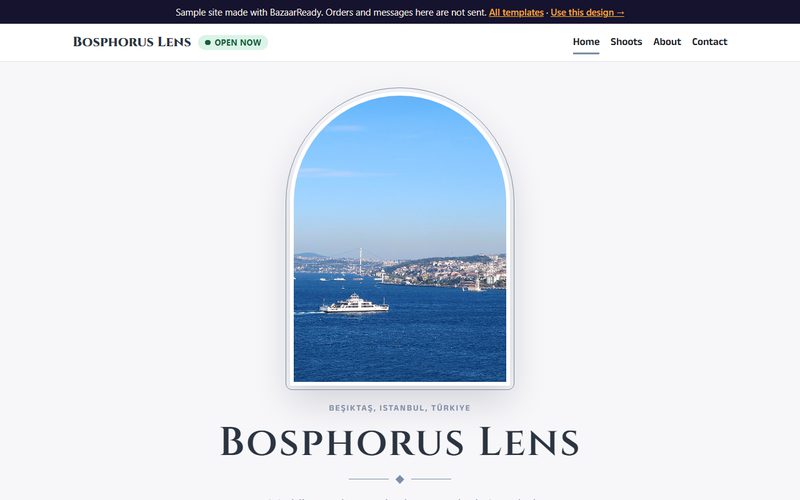 Sample site made with BazaarReady. Orders and messages here are not sent. All templates · Use this design →
Bosphorus Lens OPEN NOW Home Shoots About Contact
BEŞIKTAŞ, ISTANBUL, TÜRKIYE
Bosphorus Lens